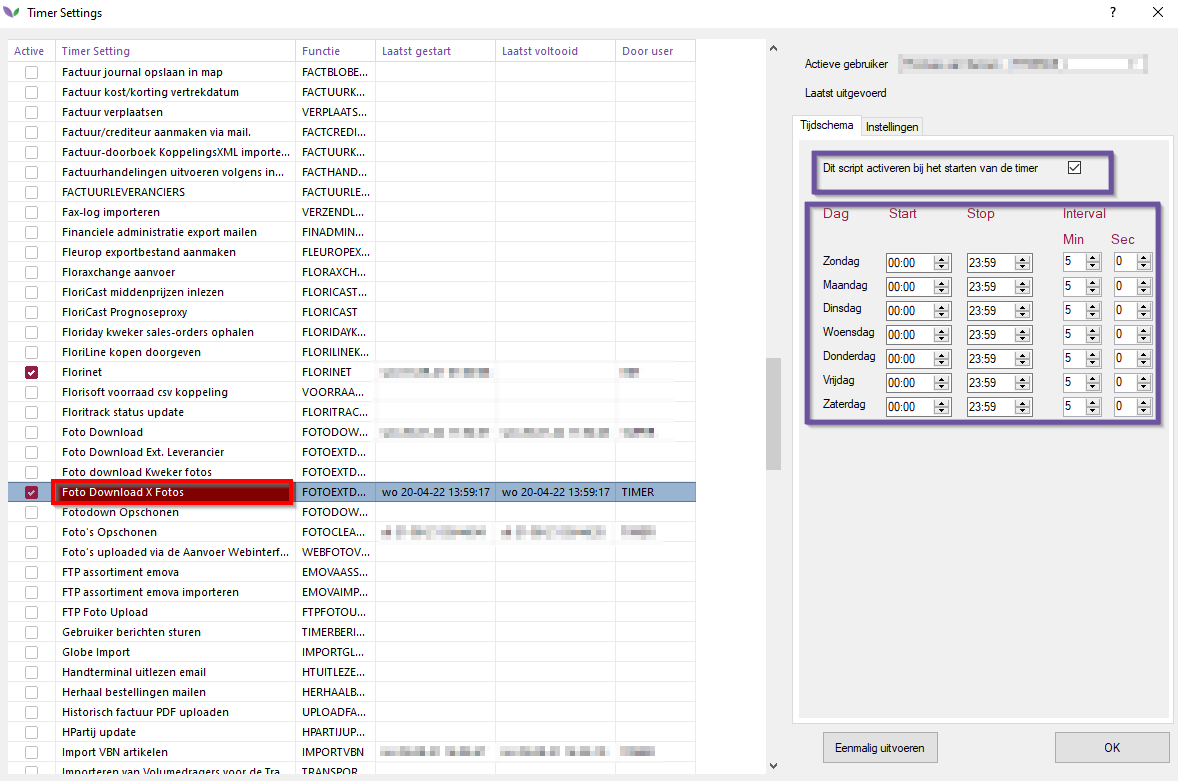 Timer Settings
?
Active Timer Setting Functie Laatst gestart Laatst voltooid Door user
Factuur journal opslaan in map FACTBLOBE...
Factuur kost/korting vertrekdatum FACTUURK...
Factuur verplaatsen VERPLAATS...
Factuur/crediteur aanmaken via mail. FACTCREDI...
Factuur-doorboek KoppelingsXML importe... FACTUURK...
Factuurhandelingen uitvoeren volgens in... FACTHAND...
FACTUURLEVERANCIERS FACTUURLE...
Fax-log importeren VERZENDL...
Financiele administratie export mailen FINADMIN...
Fleurop exportbestand aanmaken FLEUROPEX...
Floraxchange aanvoer FLORAXCH...
FloriCast middenprijzen inlezen FLORICAST...
FloriCast Prognoseproxy FLORICAST
Floriday kweker sales-orders ophalen FLORIDAYK...
FloriLine kopen doorgeven FLORILINEK...
Florinet FLORINET
Florisoft voorraad csv koppeling VOORRAA...
Floritrack status update FLORITRAC...
Foto Download FOTODOW...
Foto Download Ext. Leverancier FOTOEXTD...
Foto download Kweker fotos FOTOEXTD...
Foto Download X Fotos FOTOEXTD... wo 20-04-22 13:59:17 wo 20-04-22 13:59:17 TIMER
Fotodown Opschonen FOTODOW...
Foto's Opschonen FOTOCLEA...
Foto's uploaded via de Aanvoer Webinterf... WEBFOTOV...
FTP assortiment emova EMOVAASS...
FTP assortiment emova importeren EMOVAIMP...
FTP Foto Upload FTPFOTOU...
Gebruiker berichten sturen TIMERBERI...
Globe Import IMPORTGL...
Handterminal uitlezen email HTUITLEZE...
Herhaal bestellingen mailen HERHAALB...
Historisch factuur PDF uploaden UPLOADFA...
HPartij update HPARTIJUP...
Import VBN artikelen IMPORTVBN
Importeren van Volumedragers voor de Tra... TRANSPOR...
Actieve gebruiker
Laatst uitgevoerd
Tijdschema Instellingen
Dit script activeren bij het starten van de timer
Dag Start Stop Interval
Min Sec
Zondag 00:00 23:59 5 0
Maandag 00:00 23:59 5 0
Dinsdag 00:00 23:59 5 0
Woensdag 00:00 23:59 5 0
Donderdag 00:00 23:59 5 0
Vrijdag 00:00 23:59 5 0
Zaterdag 00:00 23:59 5 0
Eenmalig uitvoeren OK